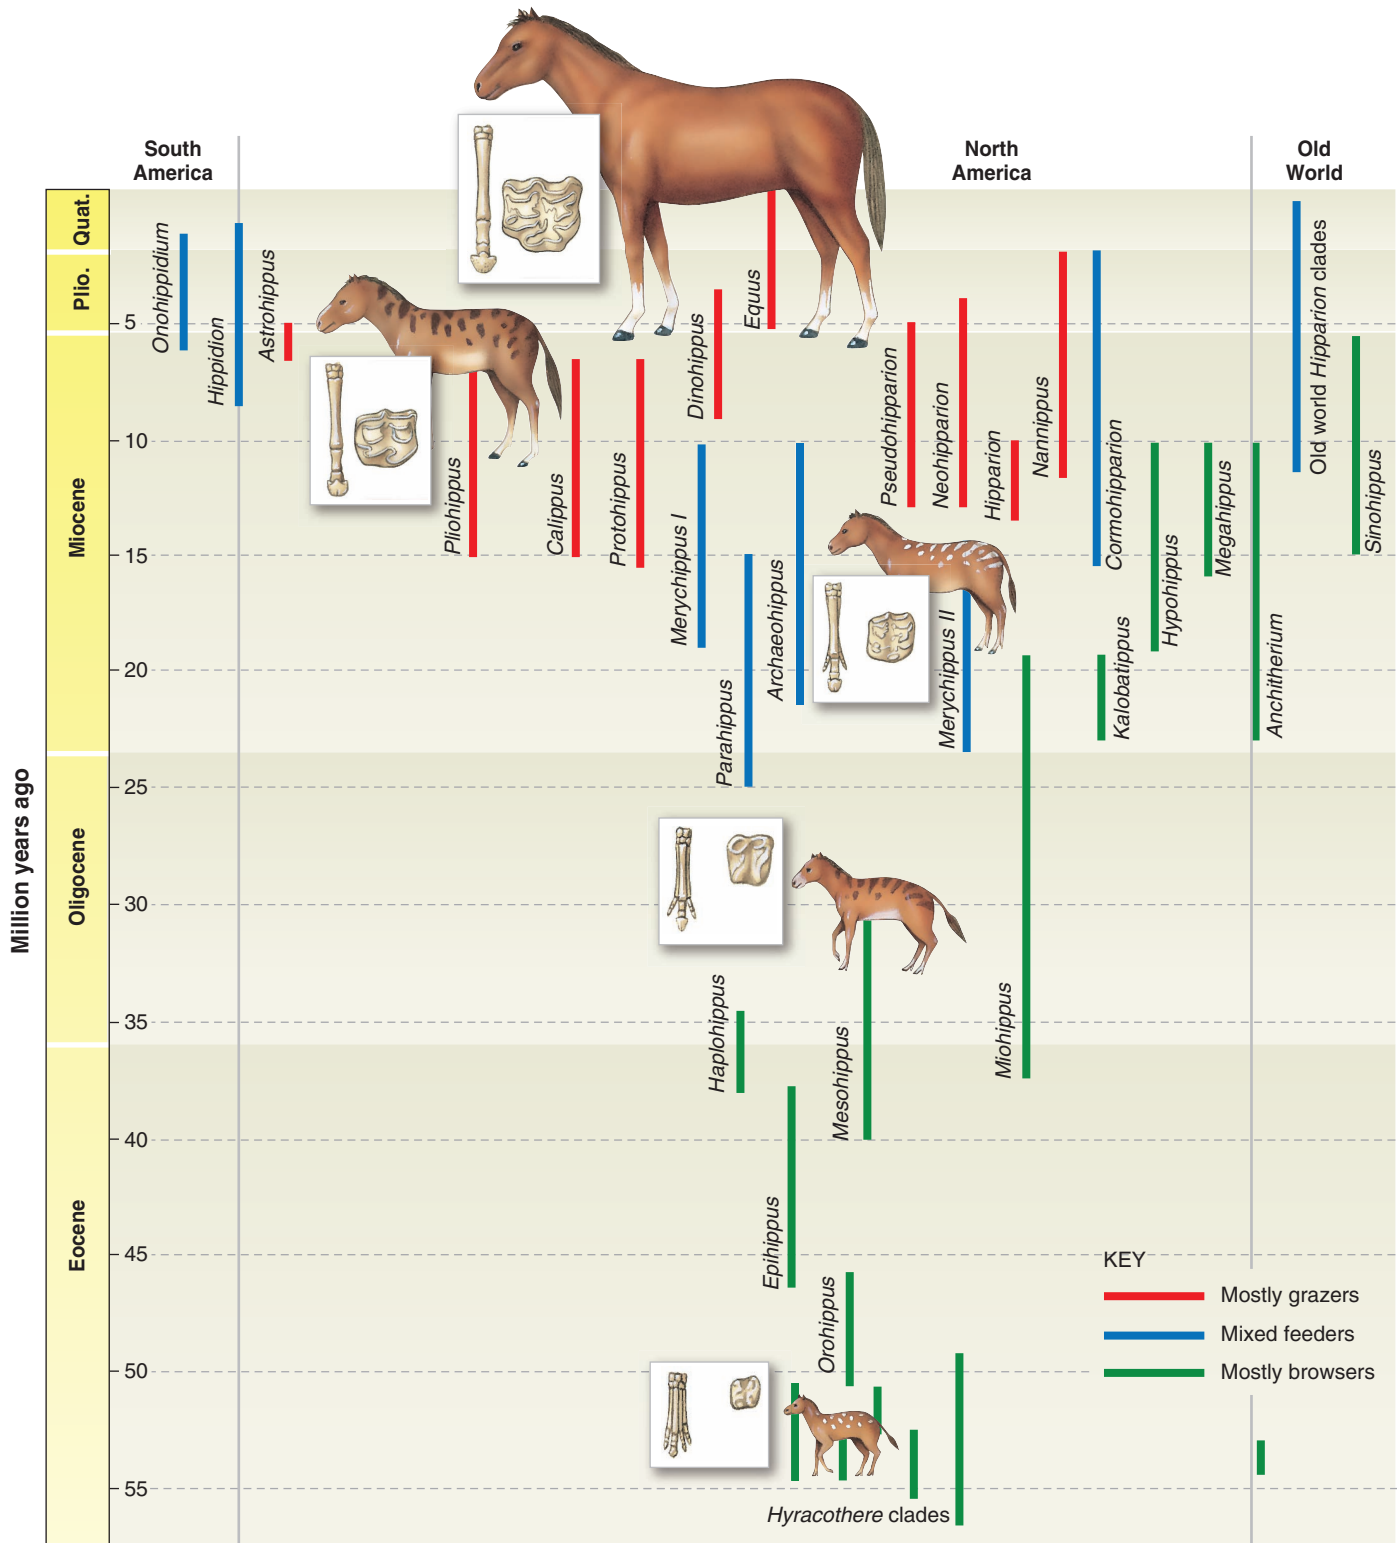 South
America
North
America
Old
World
Million years ago
Quat.
Plio.
Miocene
Oligocene
Eocene
5
10
15
20
25
30
35
40
45
50
55
Onohippidium
Hippidion
Astrohippus
Pliohippus
Calippus
Protohippus
Dinohippus
Equus
Merychippus I
Parahippus
Archaeohippus
Pseudohipparion
Neohipparion
Hipparion
Nannippus
Cormohipparion
Merychippus II
Hypohippus
Megahippus
Kalobatippus
Anchitherium
Old world Hipparion clades
Sinohippus
Haplohippus
Mesohippus
Miohippus
Epihippus
Orohippus
Hyracothere clades
KEY
Mostly grazers
Mixed feeders
Mostly browsers